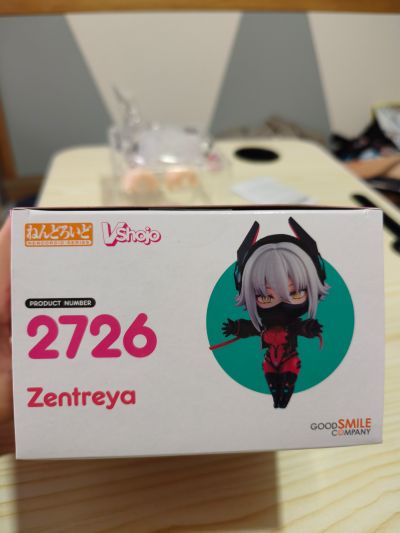 ねんどろいど
NENDOROID SERIES
VShojo
PRODUCT NUMBER
2726
Zentreya
GOOD SMILE
COMPANY